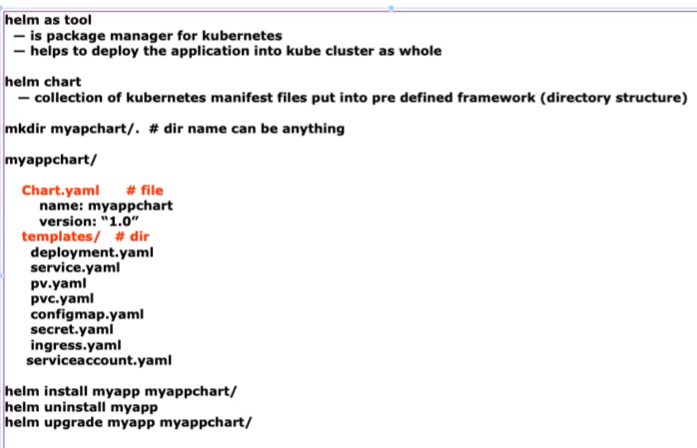 helm as tool
— is package manager for kubernetes
— helps to deploy the application into kube cluster as whole
helm chart
— collection of kubernetes manifest files put into pre defined framework (directory structure)
mkdir myapchart/. # dir name can be anything
myappchart/
Chart.yaml # file
name: myappchart
version: “1.0”
templates/ # dir
deployment.yaml
service.yaml
pv.yaml
pvc.yaml
configmap.yaml
secret.yaml
ingress.yaml
serviceaccount.yaml
helm install myapp myappchart/
helm uninstall myapp
helm upgrade myapp myappchart/